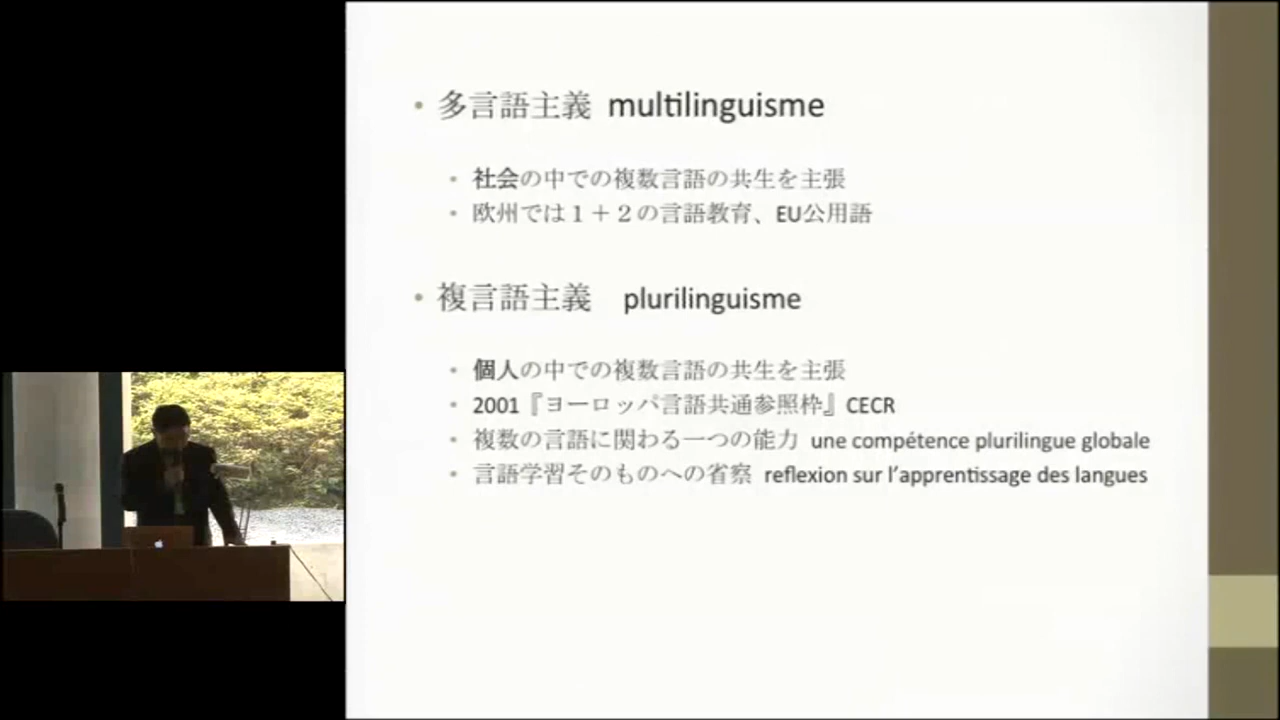 • 多言語主義 multilinguisme
• 社会の中での複数言語の共生を主張
• 欧州では１＋２の言語教育、EU公用語
• 複言語主義 plurilinguisme
• 個人の中での複数言語の共生を主張
• 2001『ヨーロッパ言語共通参照枠』CECR
• 複数の言語に関わる一つの能力 une compétence plurilingue globale
• 言語学習そのものへの省察 reflexion sur l’apprentissage des langues